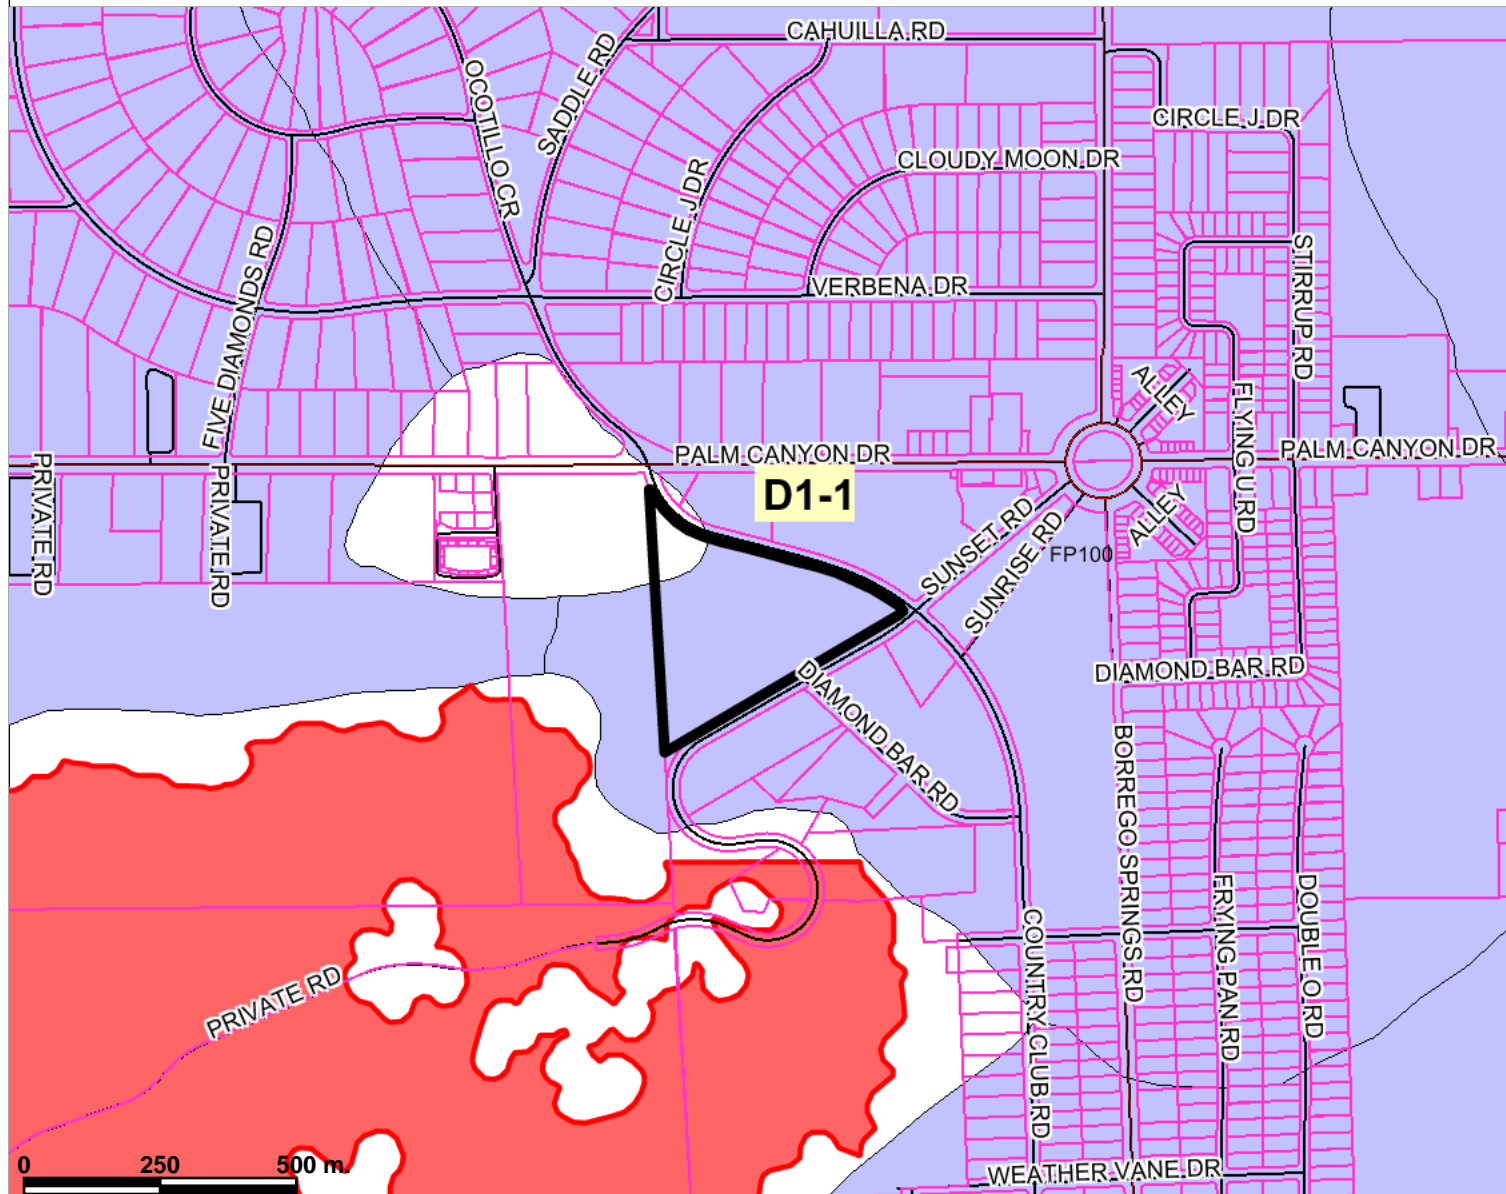 CAHUILLA RD
OCOTILLO CR
SADDLE RD
CIRCLE J DR
CLOUDY MOON DR
CIRCLE J DR
STIRRUP RD
FIVE DIAMONDS RD
VERBENA DR
ALLEY
FLYING U RD
PALM CANYON DR
PALM CANYON DR
D1-1
PRIVATE RD
PRIVATE RD
ALLEY
SUNSET RD
SUNRISE RD
FP100
DIAMOND BAR RD
DIAMOND BAR RD
BORREGO SPRINGS RD
FRYING PAN RD
DOUBLE O RD
COUNTRY CLUB RD
PRIVATE RD
WEATHER VANE DR
0 250 500 m.